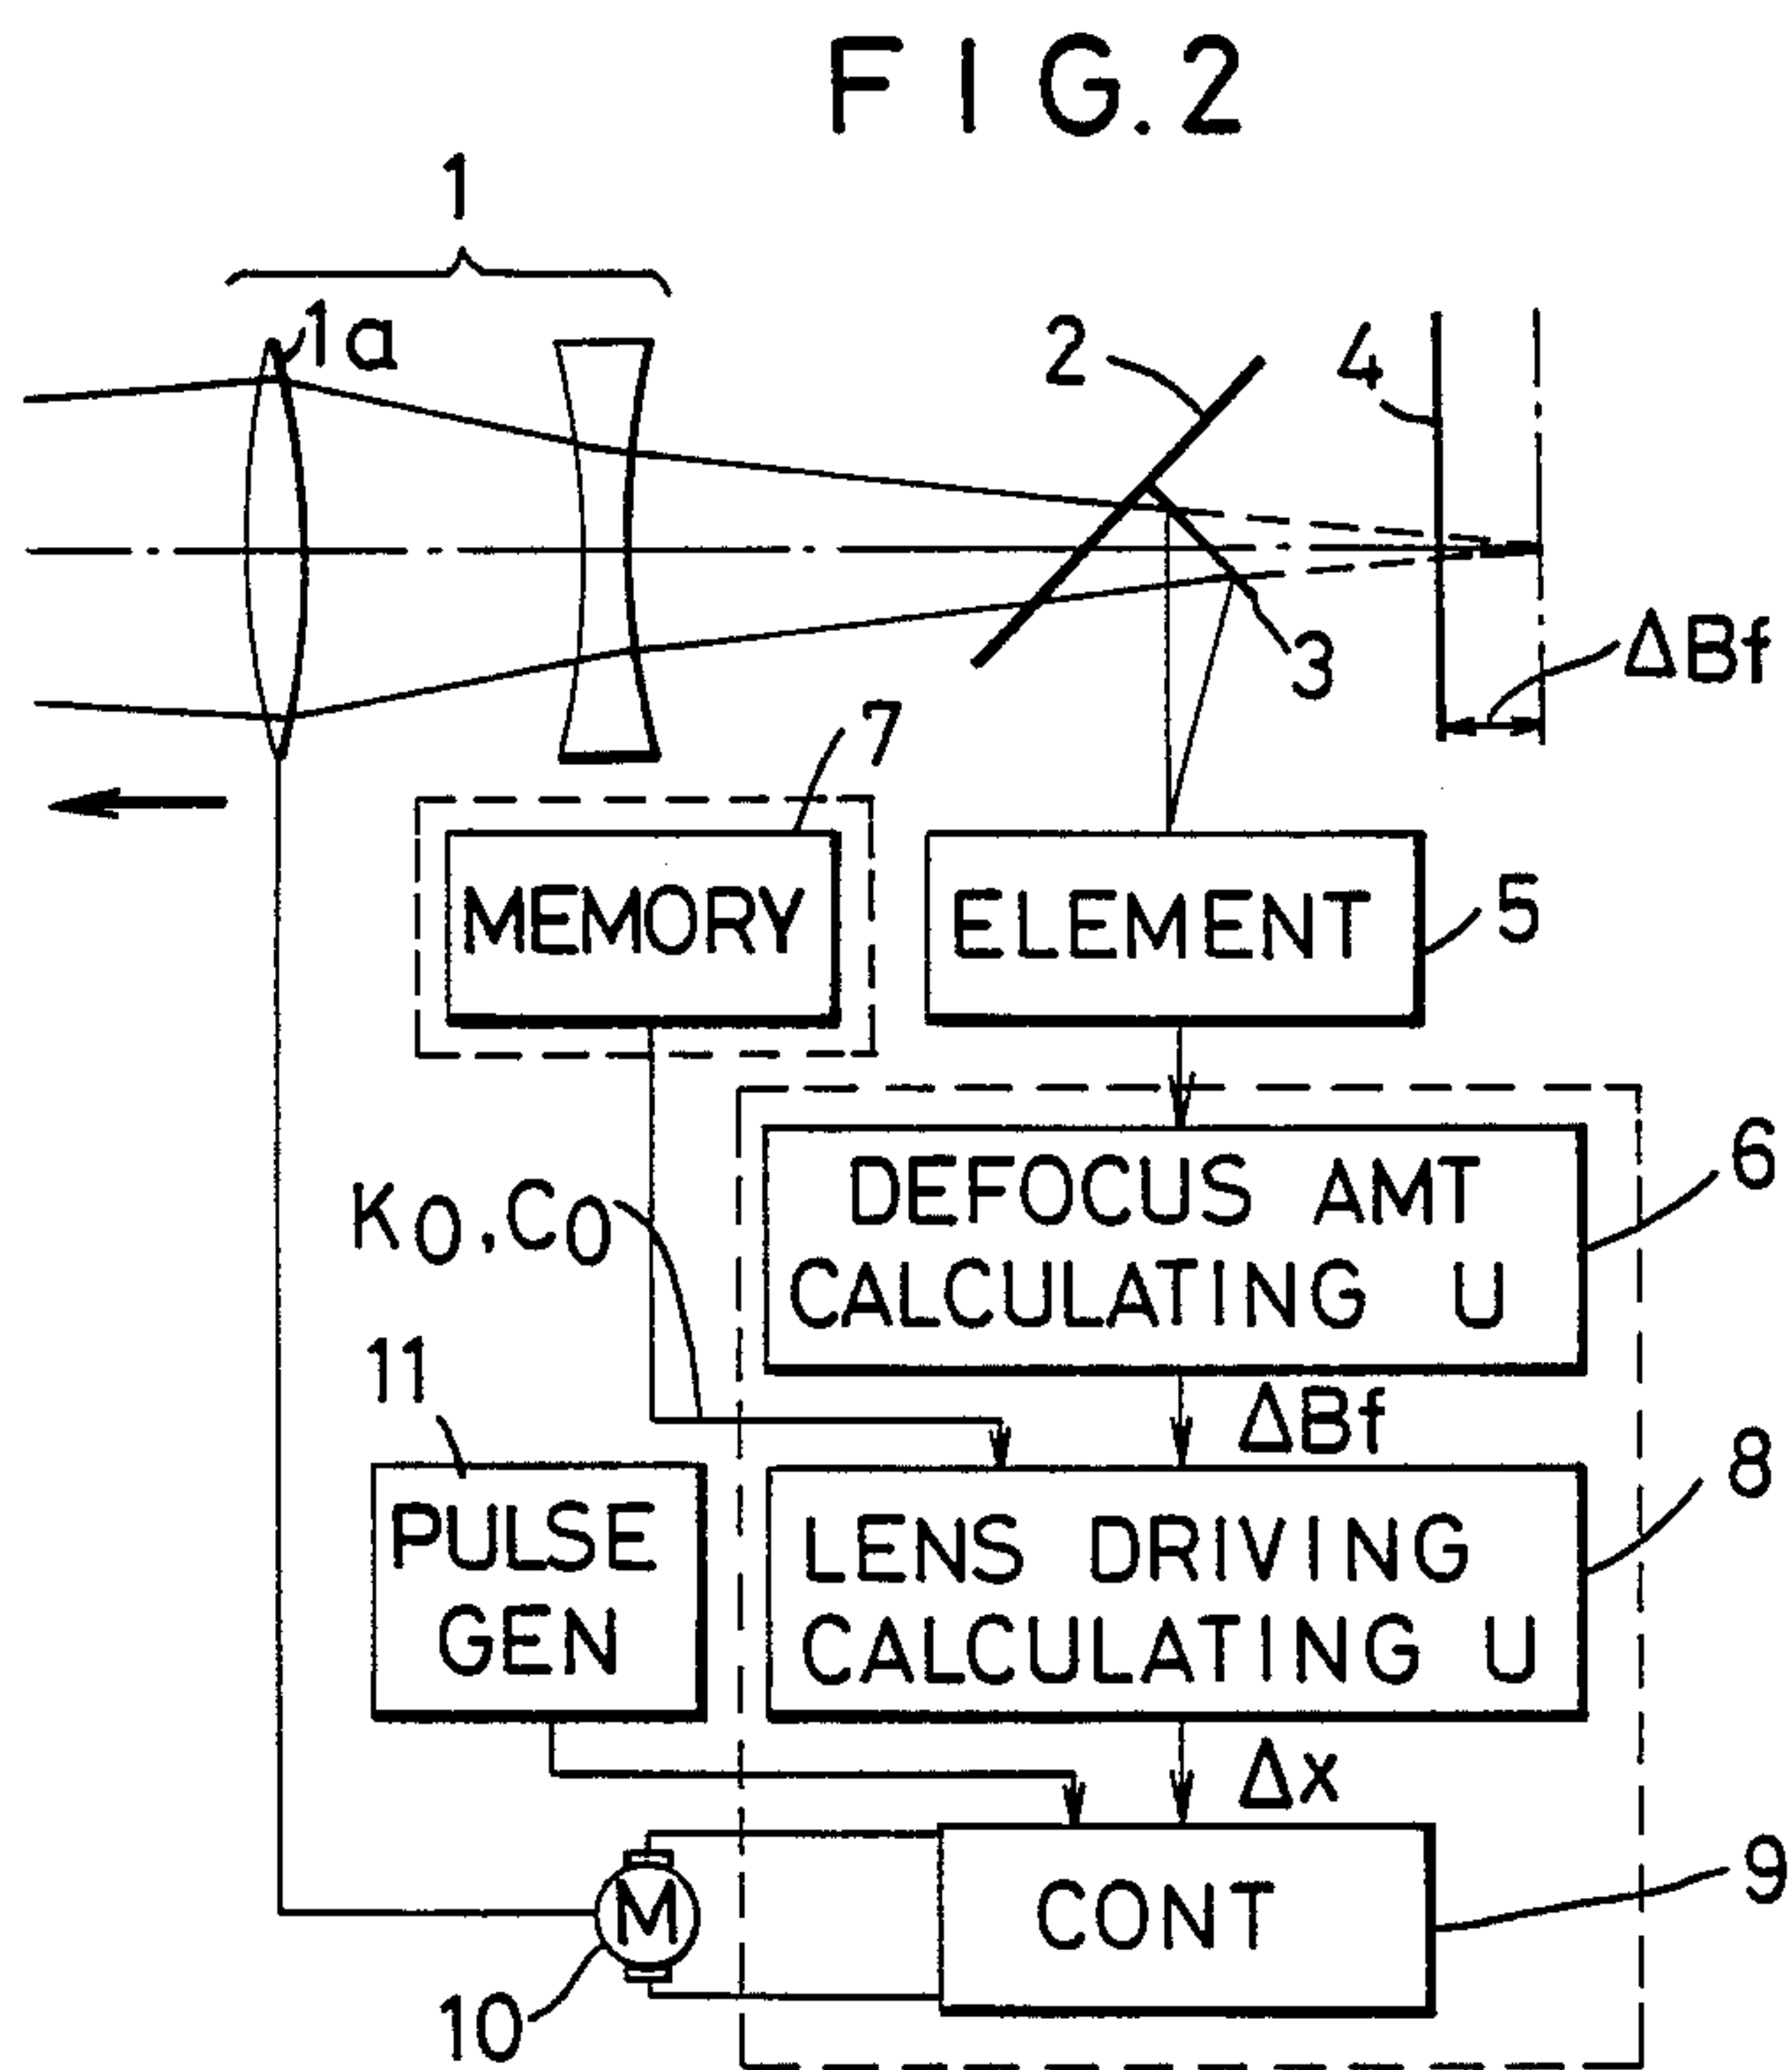 FIG.2
1
1a
2
4
3
ΔBf
7
MEMORY
ELEMENT
5
DEFOCUS AMT
CALCULATING U
6
K0,C0
ΔBf
11
PULSE
GEN
LENS DRIVING
CALCULATING U
8
Δx
M
CONT
9
10